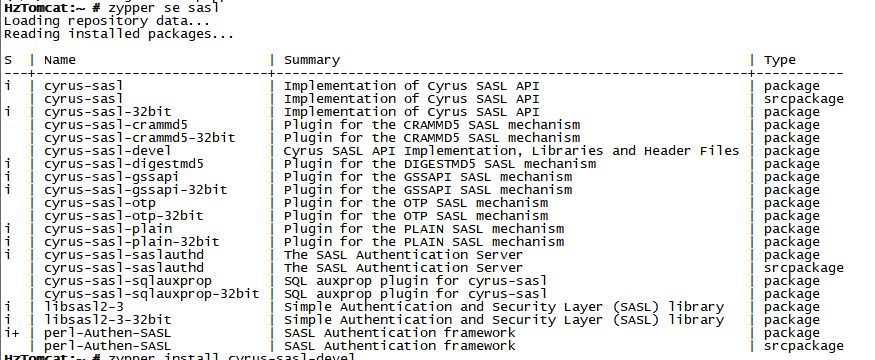 HzTomcat:~ # zypper se sasl
Loading repository data...
Reading installed packages...
S | Name | Summary | Type
---+-----------------------------+---------------------------------------------------------+-----------
i | cyrus-sasl | Implementation of Cyrus SASL API | package
| cyrus-sasl | Implementation of Cyrus SASL API | srcpackage
i | cyrus-sasl-32bit | Implementation of Cyrus SASL API | package
| cyrus-sasl-crammd5 | Plugin for the CRAMMD5 SASL mechanism | package
| cyrus-sasl-crammd5-32bit | Plugin for the CRAMMD5 SASL mechanism | package
| cyrus-sasl-devel | Cyrus SASL API Implementation, Libraries and Header Files | package
i | cyrus-sasl-digestmd5 | Plugin for the DIGESTMD5 SASL mechanism | package
i | cyrus-sasl-gssapi | Plugin for the GSSAPI SASL mechanism | package
i | cyrus-sasl-gssapi-32bit | Plugin for the GSSAPI SASL mechanism | package
| cyrus-sasl-otp | Plugin for the OTP SASL mechanism | package
| cyrus-sasl-otp-32bit | Plugin for the OTP SASL mechanism | package
i | cyrus-sasl-plain | Plugin for the PLAIN SASL mechanism | package
i | cyrus-sasl-plain-32bit | Plugin for the PLAIN SASL mechanism | package
i | cyrus-sasl-saslauthd | The SASL Authentication Server | package
| cyrus-sasl-saslauthd | The SASL Authentication Server | srcpackage
| cyrus-sasl-sqlauxprop | SQL auxprop plugin for cyrus-sasl | package
| cyrus-sasl-sqlauxprop-32bit | SQL auxprop plugin for cyrus-sasl | package
i | libsasl2-3 | Simple Authentication and Security Layer (SASL) library | package
i | libsasl2-3-32bit | Simple Authentication and Security Layer (SASL) library | package
i+ | perl-Authen-SASL | SASL Authentication framework | package
| perl-Authen-SASL | SASL Authentication framework | srcpackage
HzTomcat:~ # zypper install cyrus-sasl-devel